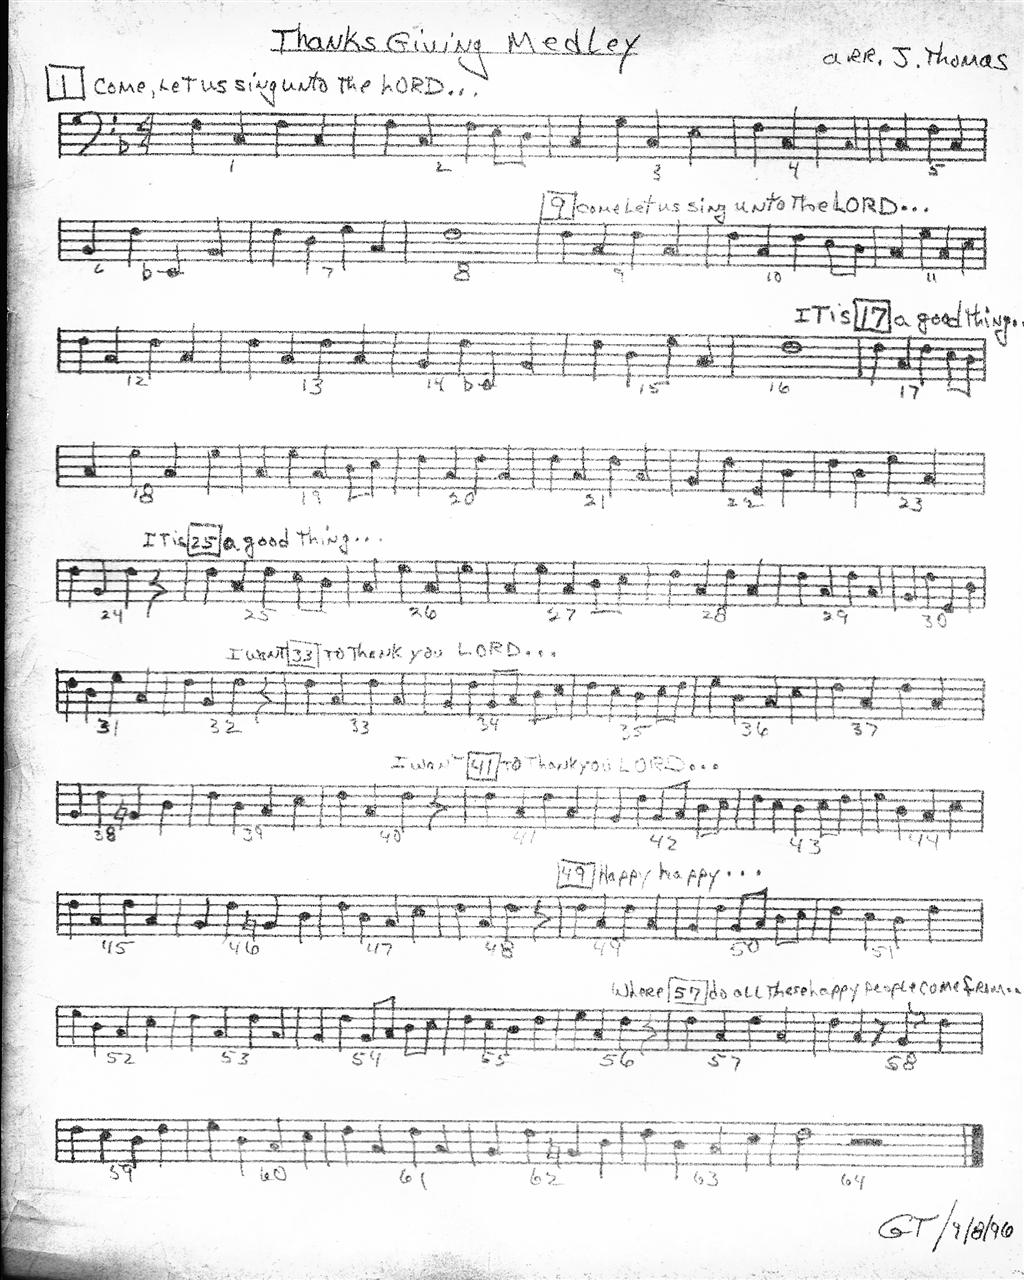 ThanksGiving Medley
arr. J. Thomas
1 Come, Let us sing unto the LORD...
1 2 3 4 5
9 Come Let us sing unto the LORD...
6 7 8 9 10 11
IT is 17 a good thing..
12 13 14 15 16 17
18 19 20 21 22 23
IT is 25 a good Thing...
24 25 26 27 28 29 30
I want 33 To Thank you LORD...
31 32 33 34 35 36 37
I want 41 To Thank you LORD...
38 39 40 41 42 43 44
49 Happy happy...
45 46 47 48 49 50 51
Where 57 do all these happy people come from..
52 53 54 55 56 57 58
59 60 61 62 63 64
GT/9/8/96